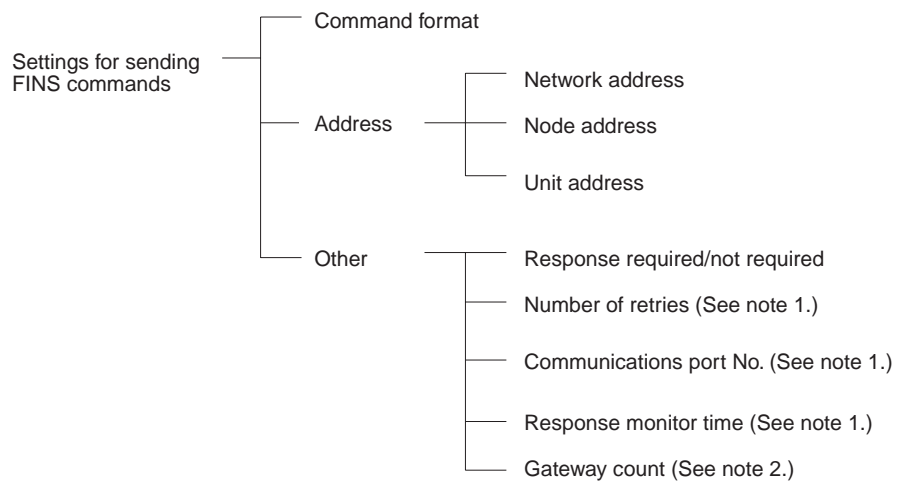 Command format
Settings for sending
FINS commands
Network address
Address
Node address
Unit address
Other
Response required/not required
Number of retries (See note 1.)
Communications port No. (See note 1.)
Response monitor time (See note 1.)
Gateway count (See note 2.)